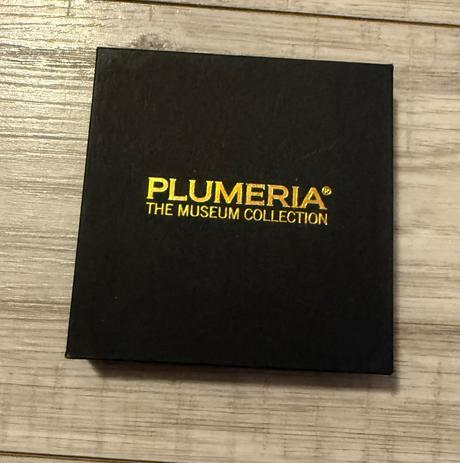 PLUMERIA®
THE MUSEUM COLLECTION